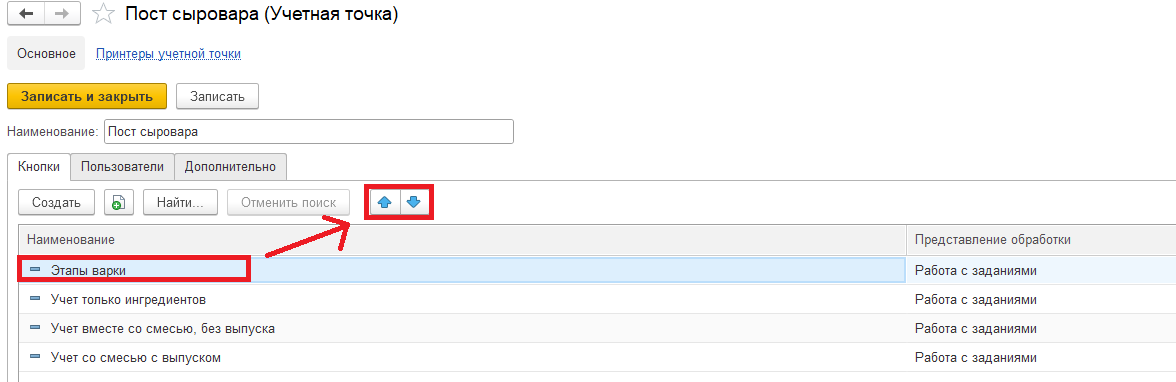 Пост сыровара (Учетная точка)
Основное Принтеры учетной точки
Записать и закрыть Записать
Наименование: Пост сыровара
Кнопки Пользователи Дополнительно
Создать Найти... Отменить поиск
Наименование Представление обработки
Этапы варки Работа с заданиями
Учет только ингредиентов Работа с заданиями
Учет вместе со смесью, без выпуска Работа с заданиями
Учет со смесью с выпуском Работа с заданиями